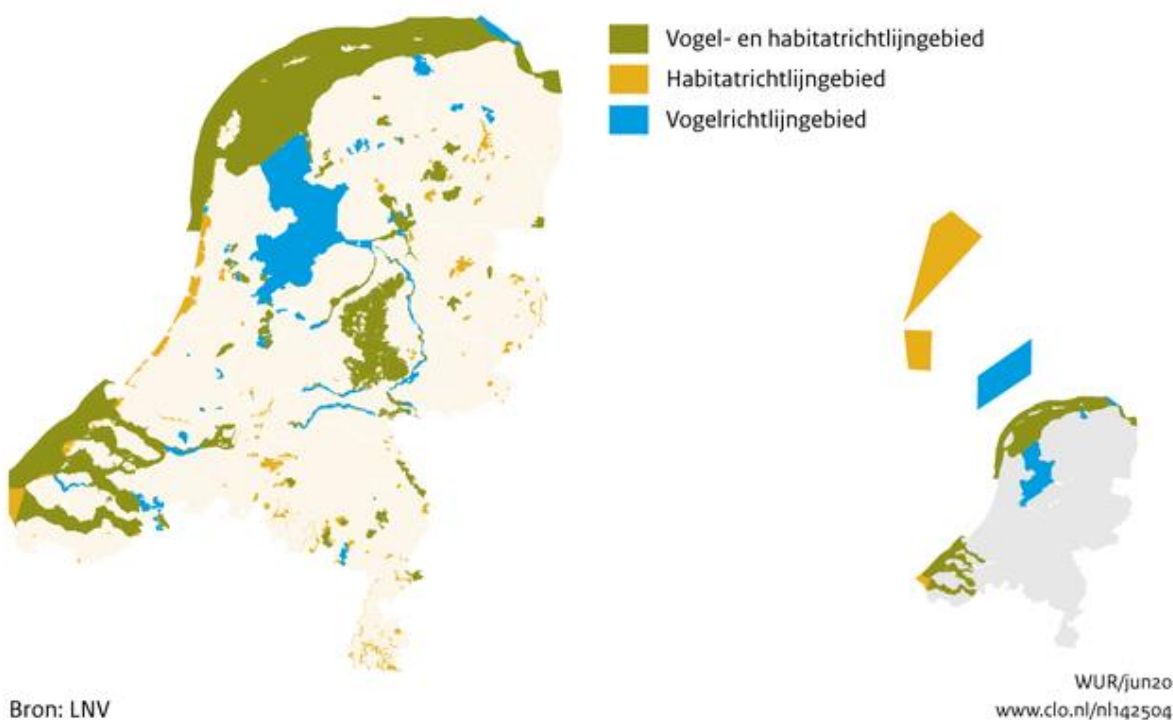 Vogel- en habitatrichtlijngebied
Habitatrichtlijngebied
Vogelrichtlijngebied
Bron: LNV
WUR/jun20
www.clo.nl/nl142504